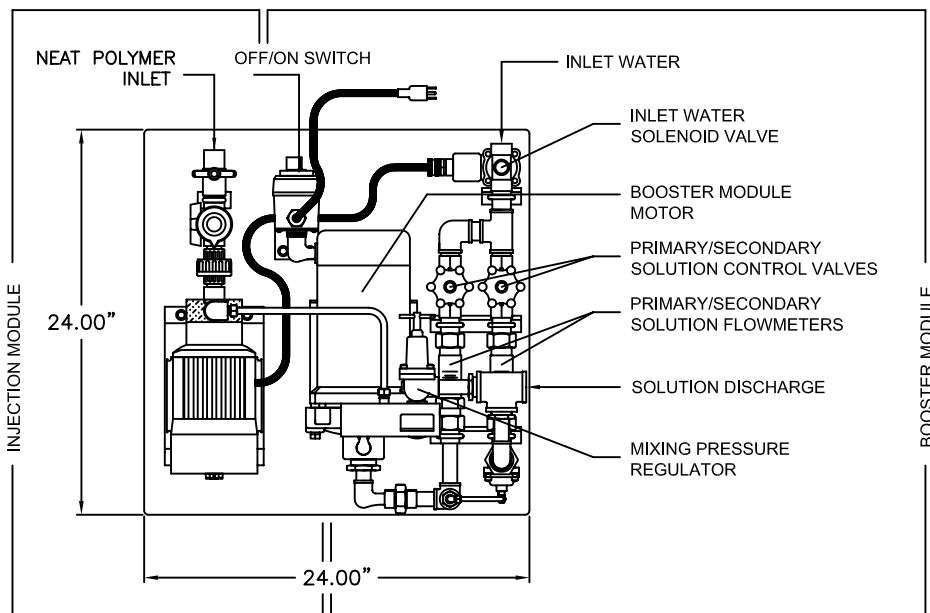 NEAT POLYMER
INLET
OFF/ON SWITCH
INLET WATER
INLET WATER
SOLENOID VALVE
BOOSTER MODULE
MOTOR
PRIMARY/SECONDARY
SOLUTION CONTROL VALVES
PRIMARY/SECONDARY
SOLUTION FLOWMETERS
SOLUTION DISCHARGE
MIXING PRESSURE
REGULATOR
INJECTION MODULE
24.00”
24.00”
BOOSTER MODULE